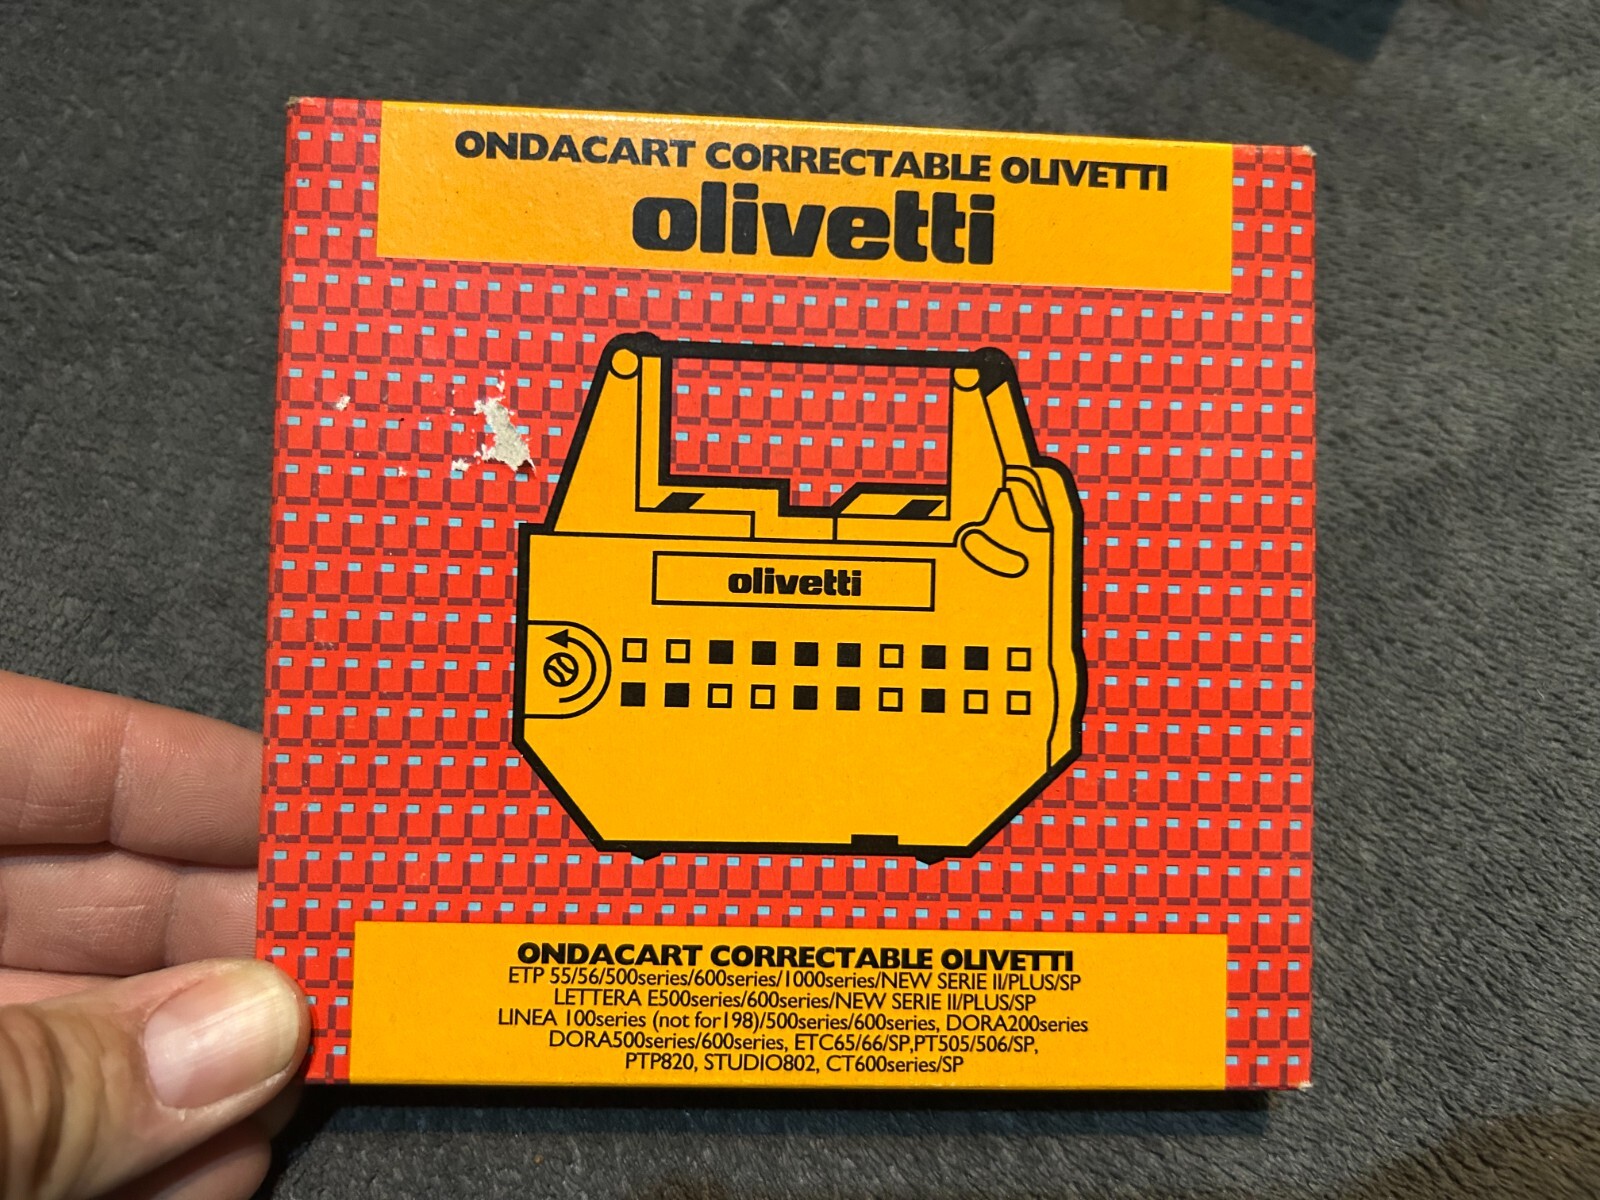 ONDACART CORRECTABLE OLIVETTI
olivetti
olivetti
ONDACART CORRECTABLE OLIVETTI
ETP 55/56/500series/600series/1000series/NEW SERIE II/PLUS/SP
LETTERA E500series/600series/NEW SERIE II/PLUS/SP
LINEA 100series (not for198)/500series/600series, DORA200series
DORA500series/600series, ETC65/66/SP,PT505/506/SP,
PTP820, STUDIO802, CT600series/SP